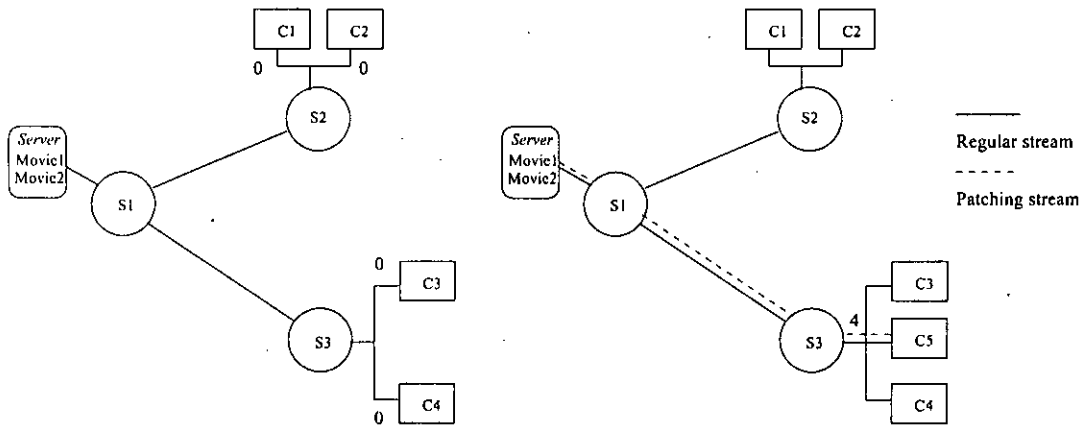 C1 C2
0 0
S2
Server
Movie1
Movie2
S1
0
C3
S3
0
C4
C1 C2
S2
Server
Movie1
Movie2
S1
C3
4
C5
S3
C4
Regular stream
Patching stream